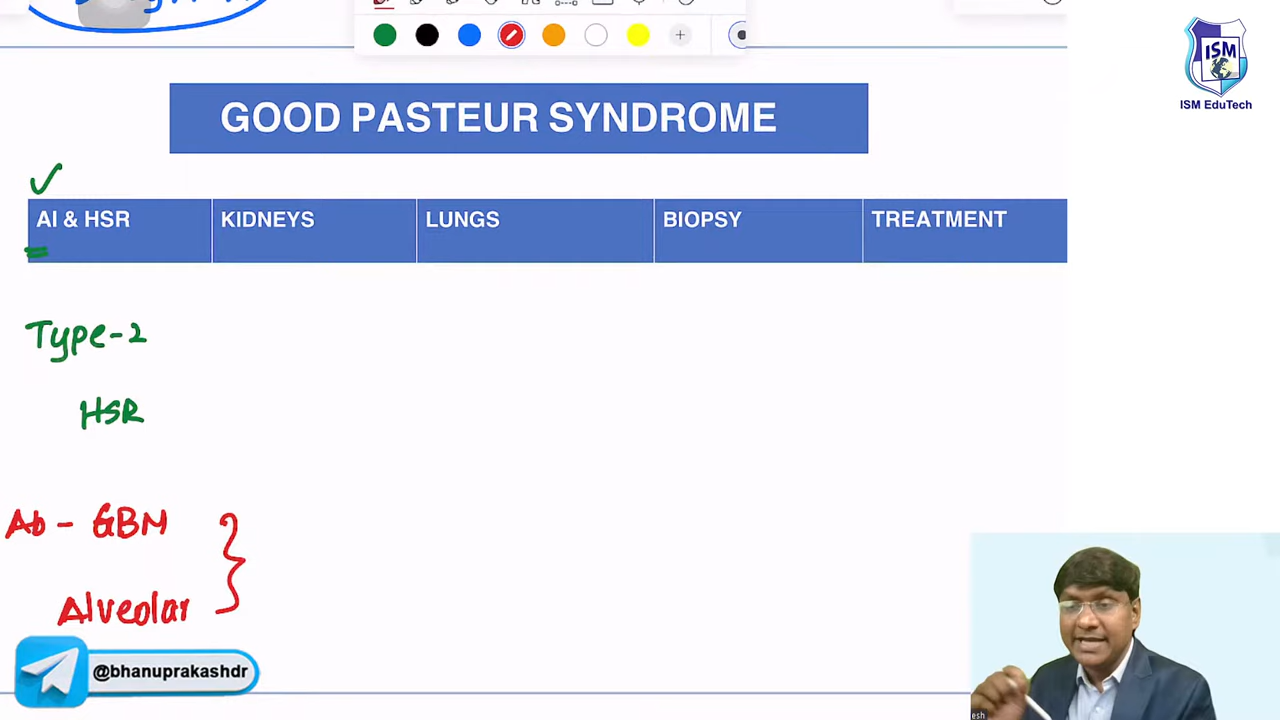 ISM
ISM EduTech
GOOD PASTEUR SYNDROME
AI & HSR
KIDNEYS
LUNGS
BIOPSY
TREATMENT
Type-2
HSR
Ab - GBM
Alveolar
@bhanuprakashdr
esh